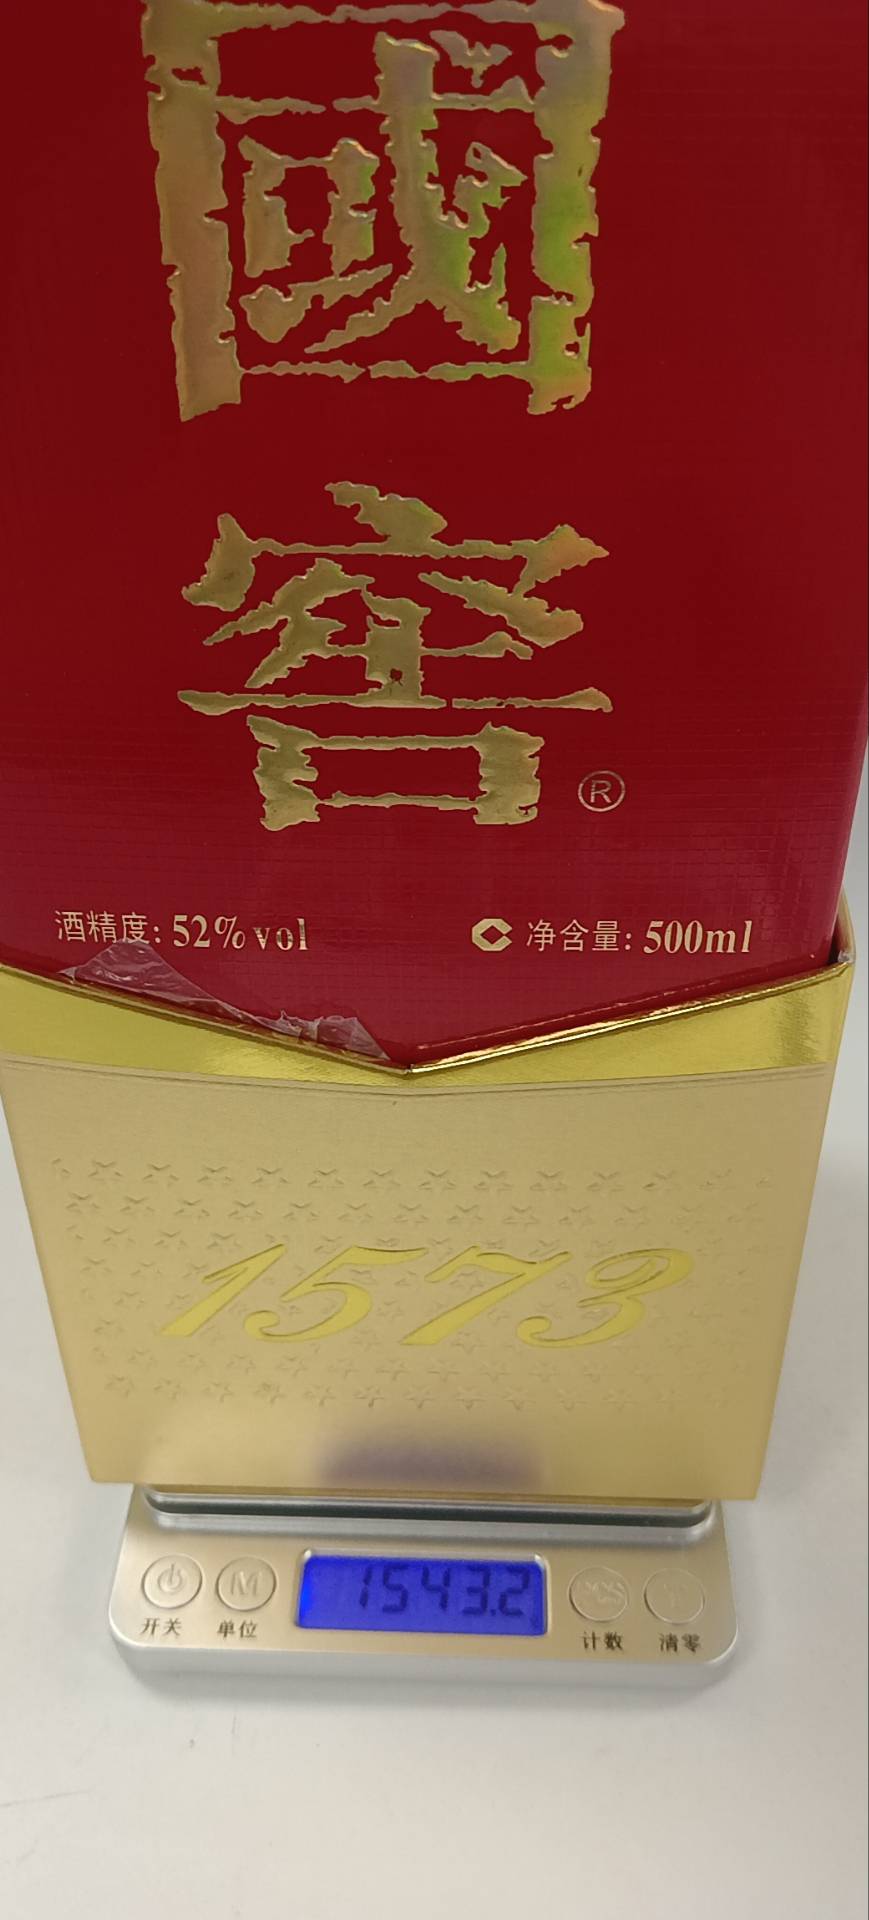 國
窖
®
酒精度: 52%vol
净含量: 500ml
1573
1543.2
M
开关
单位
计数
清零